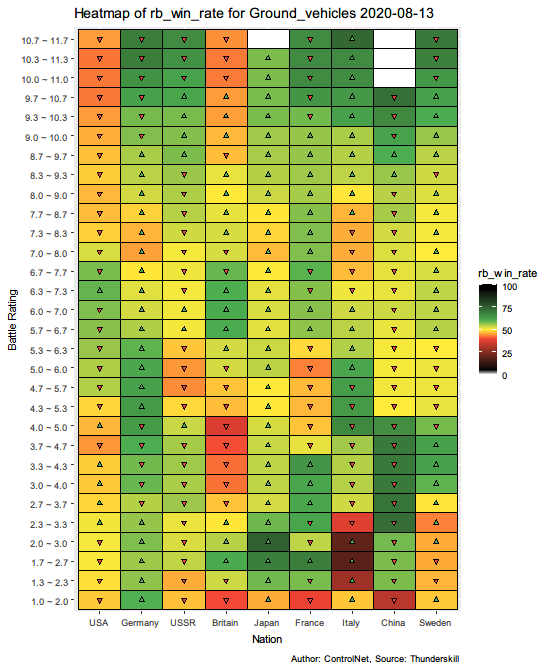 Heatmap of rb_win_rate for Ground_vehicles 2020-08-13
Battle Rating
10.7 ~ 11.7
10.3 ~ 11.3
10.0 ~ 11.0
9.7 ~ 10.7
9.3 ~ 10.3
9.0 ~ 10.0
8.7 ~ 9.7
8.3 ~ 9.3
8.0 ~ 9.0
7.7 ~ 8.7
7.3 ~ 8.3
7.0 ~ 8.0
6.7 ~ 7.7
6.3 ~ 7.3
6.0 ~ 7.0
5.7 ~ 6.7
5.3 ~ 6.3
5.0 ~ 6.0
4.7 ~ 5.7
4.3 ~ 5.3
4.0 ~ 5.0
3.7 ~ 4.7
3.3 ~ 4.3
3.0 ~ 4.0
2.7 ~ 3.7
2.3 ~ 3.3
2.0 ~ 3.0
1.7 ~ 2.7
1.3 ~ 2.3
1.0 ~ 2.0
USA Germany USSR Britain Japan France Italy China Sweden
Nation
rb_win_rate
100
75
50
25
0
Author: ControlNet, Source: Thunderskill